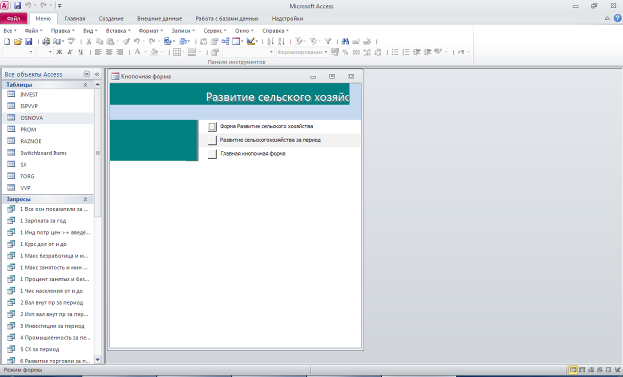 Microsoft Access
Файл Меню Главная Создание Внешние данные Работа с базами данных Надстройки
Все Файл Правка Вид Вставка Формат Записи Сервис Окно Справка
Ж К Ч Форматирование
Панели инструментов
Все объекты Access
Таблицы
INVEST
ISPVVP
OSNOVA
PROM
RAZNOE
Switchboard Items
SX
TORG
VVP
Запросы
1 Все осн показатели за ...
1 Зарплата за год
1 Инд потр цен >= введе...
1 Курс дол от и до
1 Макс безработица и м...
1 Макс занятость и мин ...
1 Процент занятых и без...
1 Чис населения от и до
2 Вал внут пр за период
2 Исп вал внут пр за пер...
3 Инвестиции за период
4 Промышленность за пе...
5 СХ за период
6 Развитие торговли за п...
Кнопочная форма
Развитие сельского хозяйс
Форма Развитие сельского хозяйства
Развитие сельскогохозяйства за период
Главная кнопочная форма
Режим формы